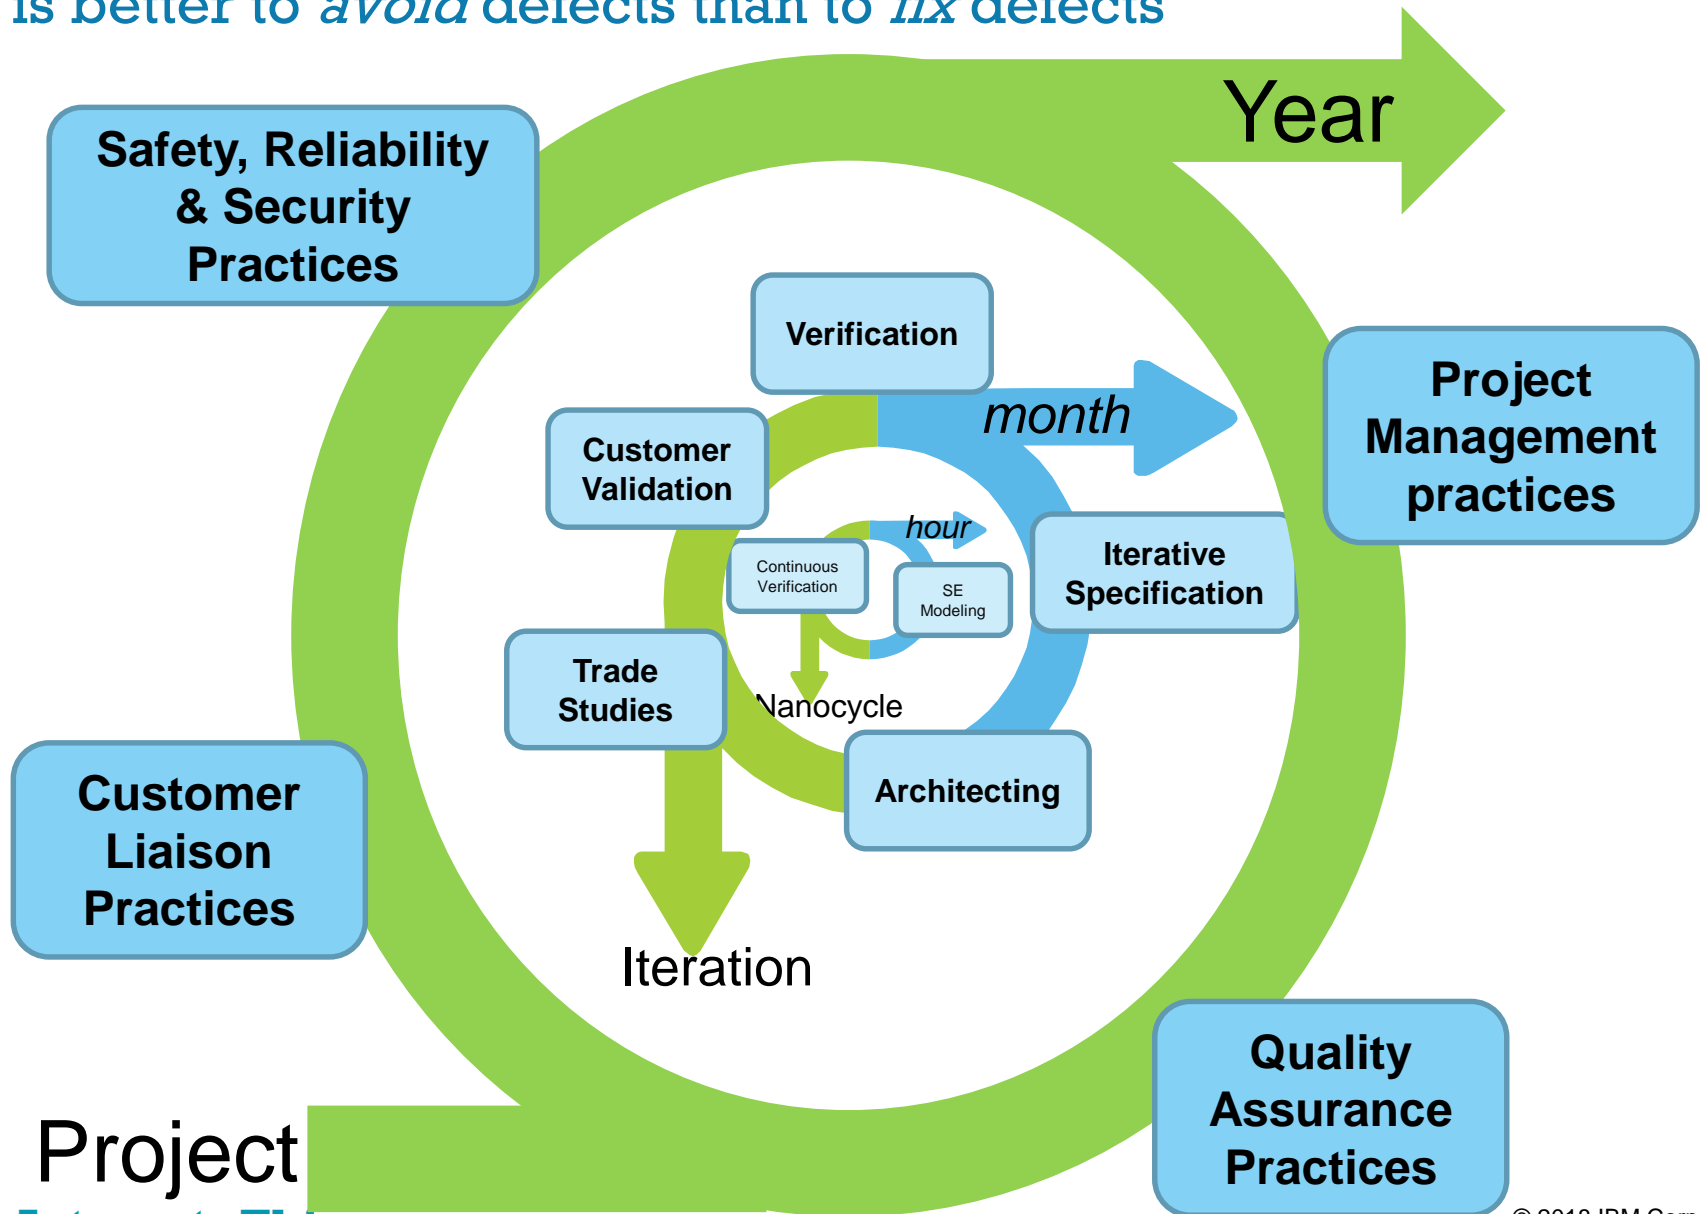 is better to avoid defects than to fix defects
Year
Safety, Reliability
& Security
Practices
Verification
month
Project
Management
practices
Customer
Validation
hour
Continuous
Verification
SE
Modeling
Iterative
Specification
Trade
Studies
Nanocycle
Architecting
Customer
Liaison
Practices
Iteration
Quality
Assurance
Practices
Project